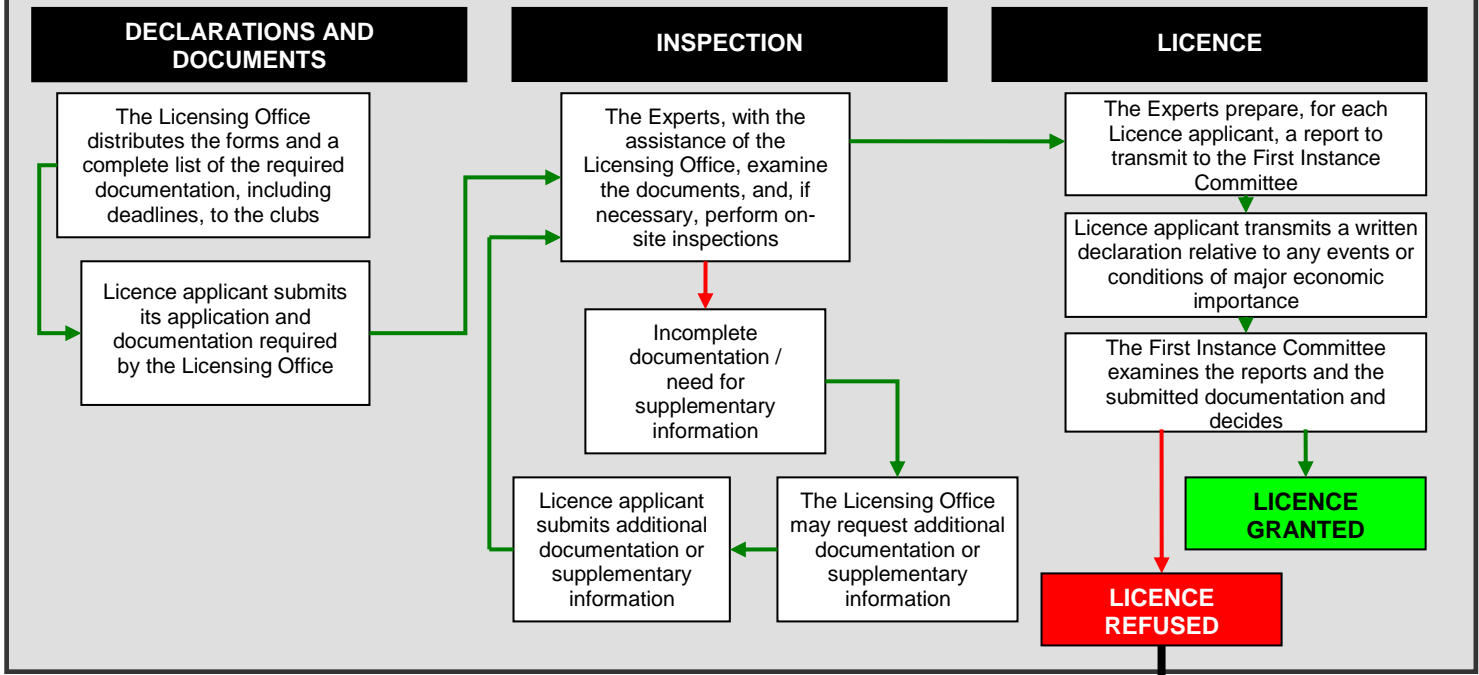 DECLARATIONS AND
DOCUMENTS
The Licensing Office
distributes the forms and a
complete list of the required
documentation, including
deadlines, to the clubs
Licence applicant submits
its application and
documentation required
by the Licensing Office
INSPECTION
The Experts, with the
assistance of the
Licensing Office, examine
the documents, and, if
necessary, perform on-
site inspections
Incomplete
documentation /
need for
supplementary
information
The Licensing Office
may request additional
documentation or
supplementary
information
Licence applicant
submits additional
documentation or
supplementary
information
LICENCE
The Experts prepare, for each
Licence applicant, a report to
transmit to the First Instance
Committee
Licence applicant transmits a written
declaration relative to any events or
conditions of major economic
importance
The First Instance Committee
examines the reports and the
submitted documentation and
decides
LICENCE
GRANTED
LICENCE
REFUSED